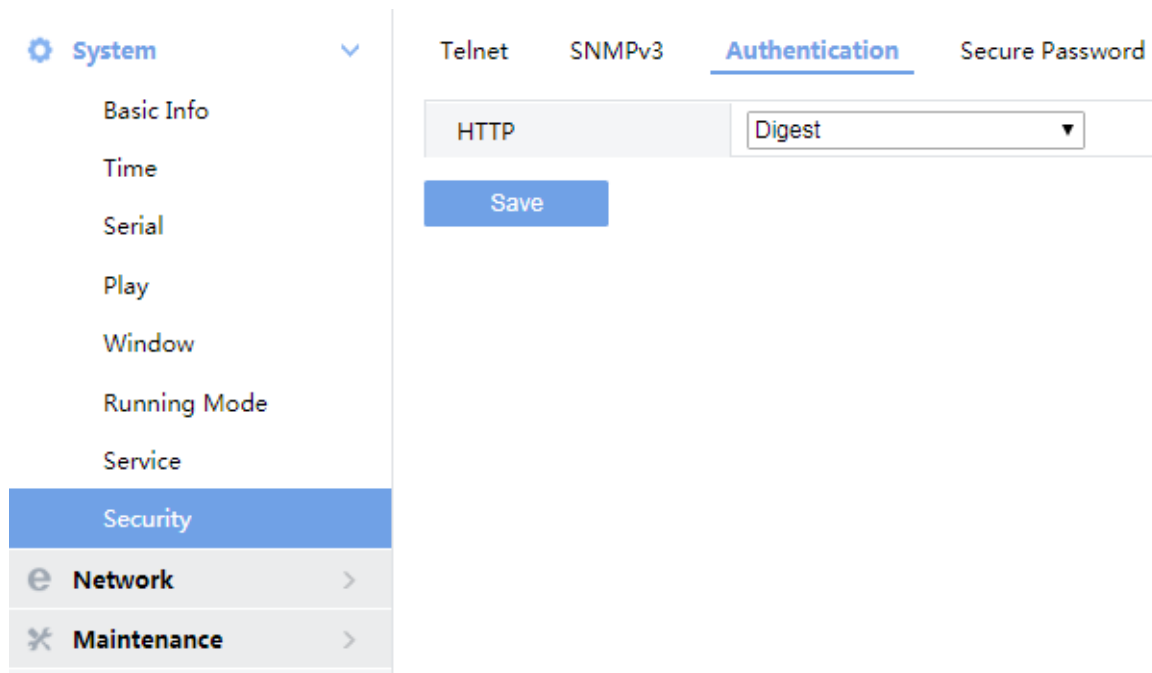 System
Basic Info
Time
Serial
Play
Window
Running Mode
Service
Security
Network
Maintenance
Telnet SNMPv3 Authentication Secure Password
HTTP Digest
Save